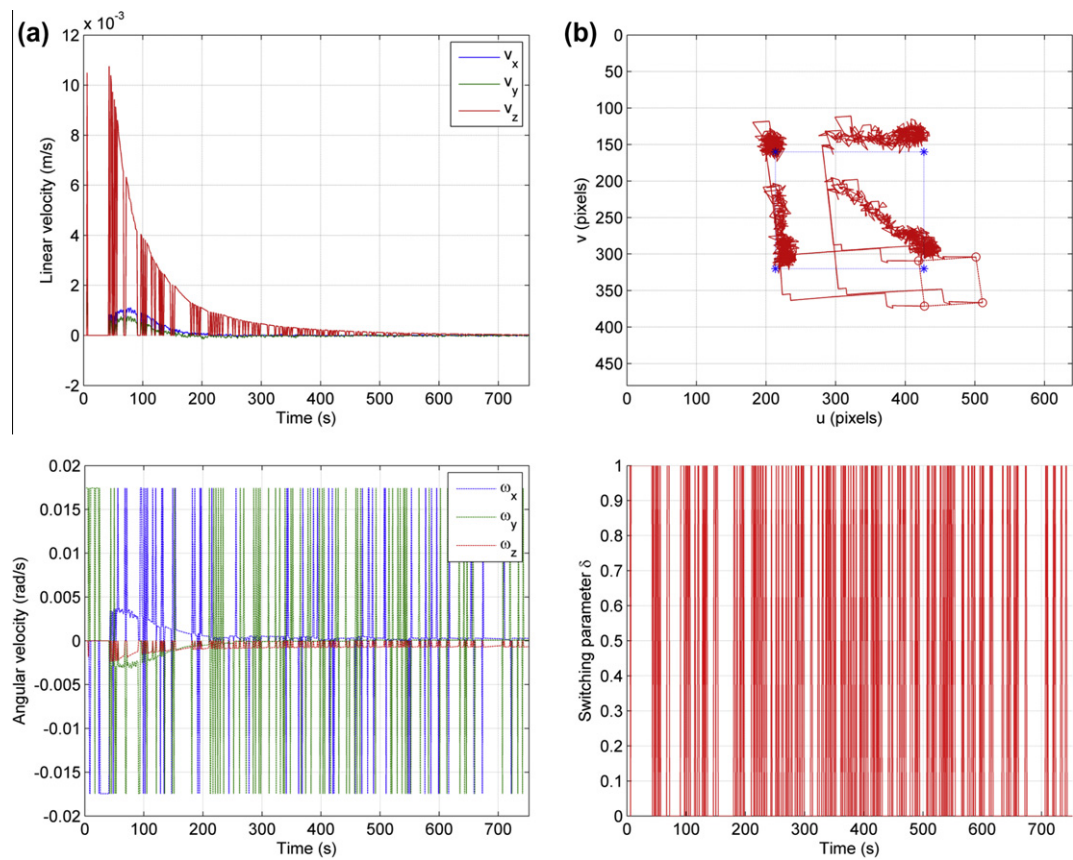 (a)
× 10⁻³
12
10
8
6
4
2
0
-2
Linear velocity (m/s)
v_x
v_y
v_z
0 100 200 300 400 500 600 700
Time (s)
(b)
0
50
100
150
200
250
300
350
400
450
v (pixels)
0 100 200 300 400 500 600
u (pixels)
0.02
0.015
0.01
0.005
0
-0.005
-0.01
-0.015
-0.02
Angular velocity (rad/s)
ω_x
ω_y
ω_z
0 100 200 300 400 500 600 700
Time (s)
1
0.9
0.8
0.7
0.6
0.5
0.4
0.3
0.2
0.1
0
Switching parameter δ
0 100 200 300 400 500 600 700
Time (s)